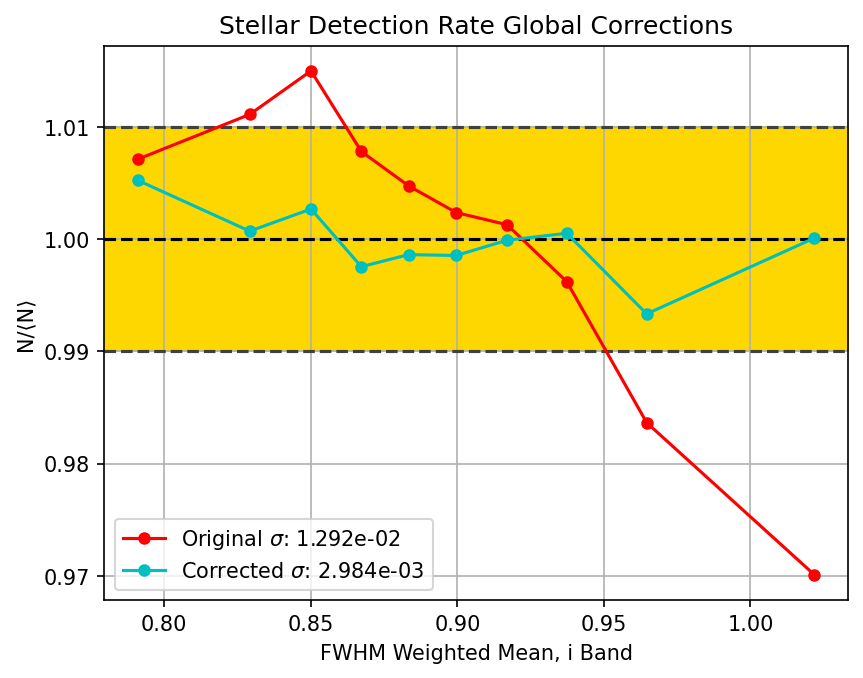 Stellar Detection Rate Global Corrections
N/⟨N⟩
1.01
1.00
0.99
0.98
0.97
Original σ: 1.292e-02
Corrected σ: 2.984e-03
0.80 0.85 0.90 0.95 1.00
FWHM Weighted Mean, i Band